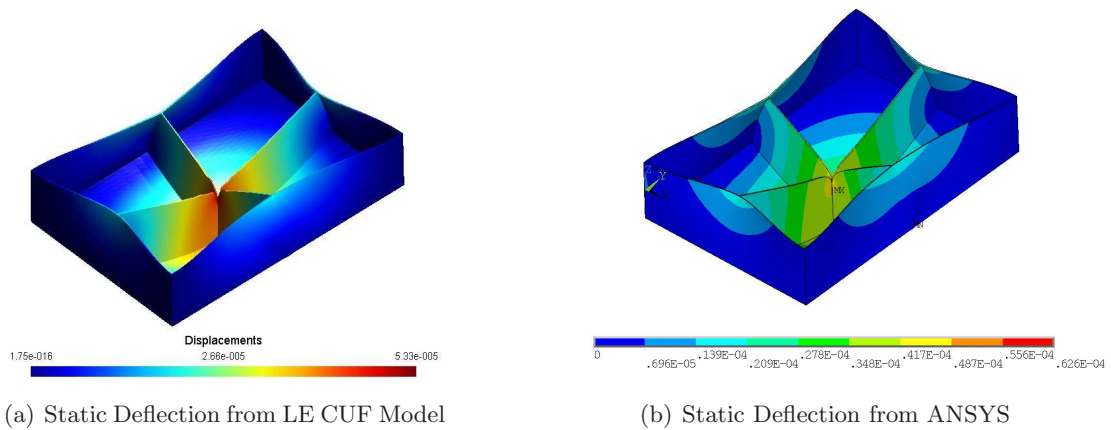 Z
Y
MX
Displacements
1.75e-016 2.66e-005 5.33e-005
0 .139E-04 .278E-04 .417E-04 .556E-04
.696E-05 .209E-04 .348E-04 .487E-04 .626E-04
(a) Static Deflection from LE CUF Model
(b) Static Deflection from ANSYS